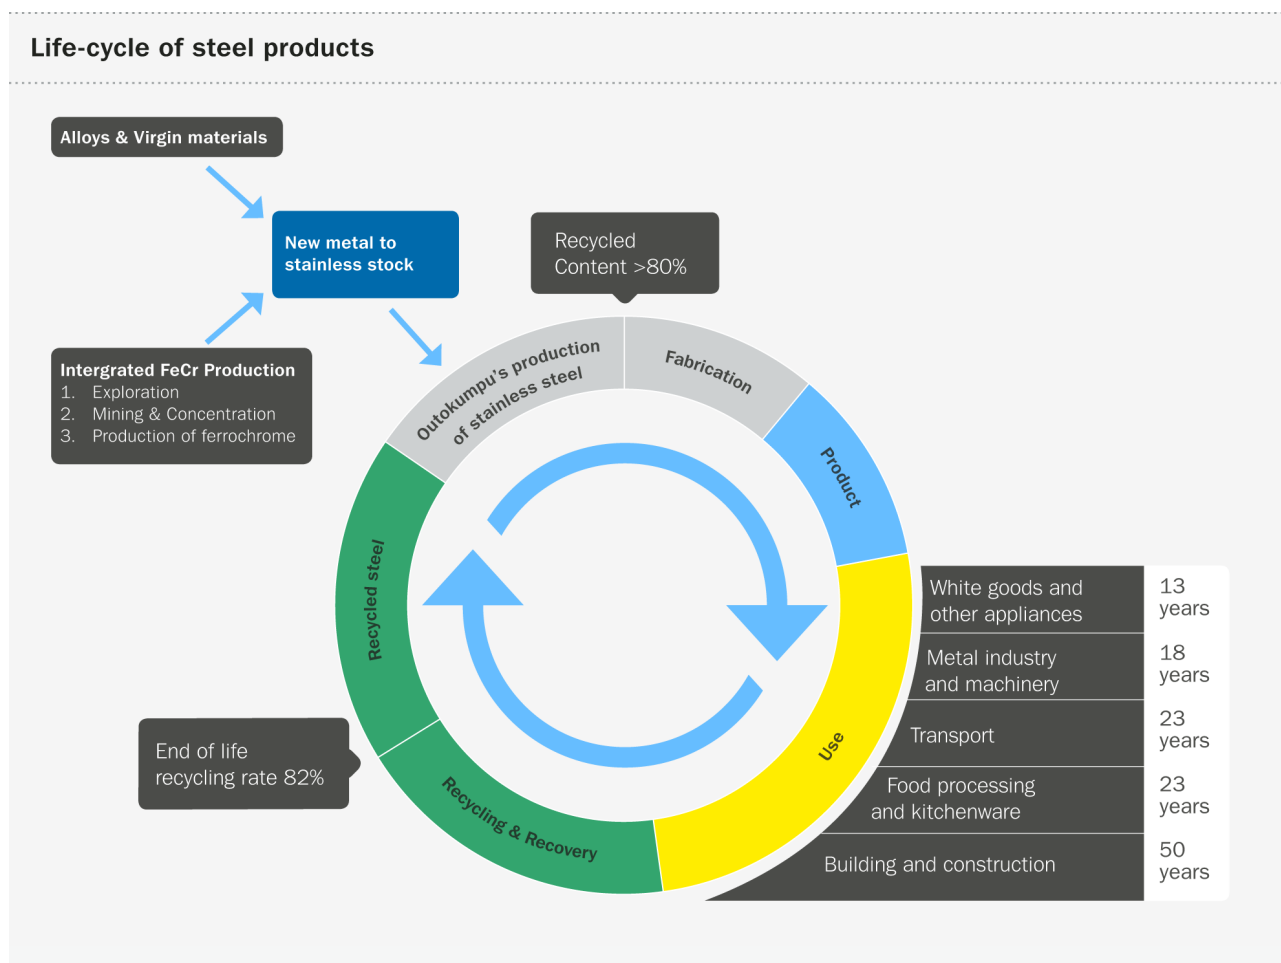 Life-cycle of steel products
Alloys & Virgin materials
New metal to
stainless stock
Recycled
Content >80%
Intergrated FeCr Production
1. Exploration
2. Mining & Concentration
3. Production of ferrochrome
Outokumpu's production
of stainless steel
Fabrication
Product
Recycled steel
Use
Recycling & Recovery
End of life
recycling rate 82%
White goods and
other appliances
13
years
Metal industry
and machinery
18
years
Transport
23
years
Food processing
and kitchenware
23
years
Building and construction
50
years